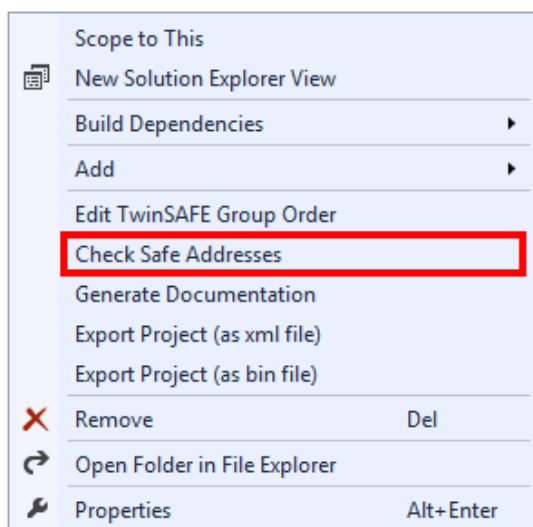 Scope to This
New Solution Explorer View
Build Dependencies
Add
Edit TwinSAFE Group Order
Check Safe Addresses
Generate Documentation
Export Project (as xml file)
Export Project (as bin file)
Remove Del
Open Folder in File Explorer
Properties Alt+Enter